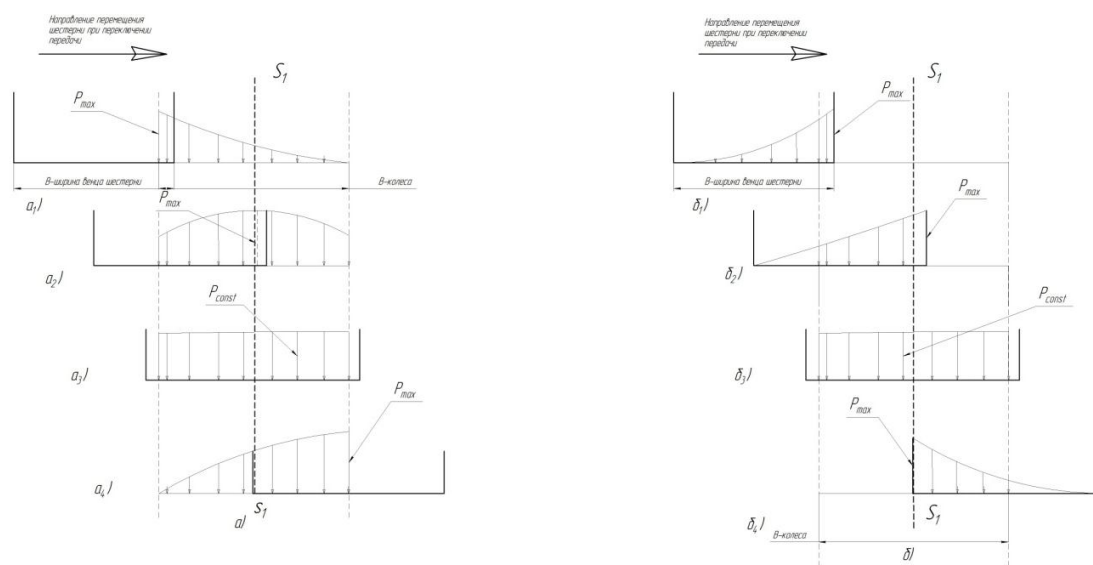 Направление перемещения
шестерни при переключении
передачи
S₁
Pmax
В-ширина венца шестерни
В-колеса
а₁)
Pmax
а₂)
Pconst
а₃)
Pmax
а₄)
s₁
а)
Направление перемещения
шестерни при переключении
передачи
S₁
Pmax
В-ширина венца шестерни
б₁)
Pmax
б₂)
Pconst
б₃)
Pmax
S₁
б₄)
В-колеса
б)